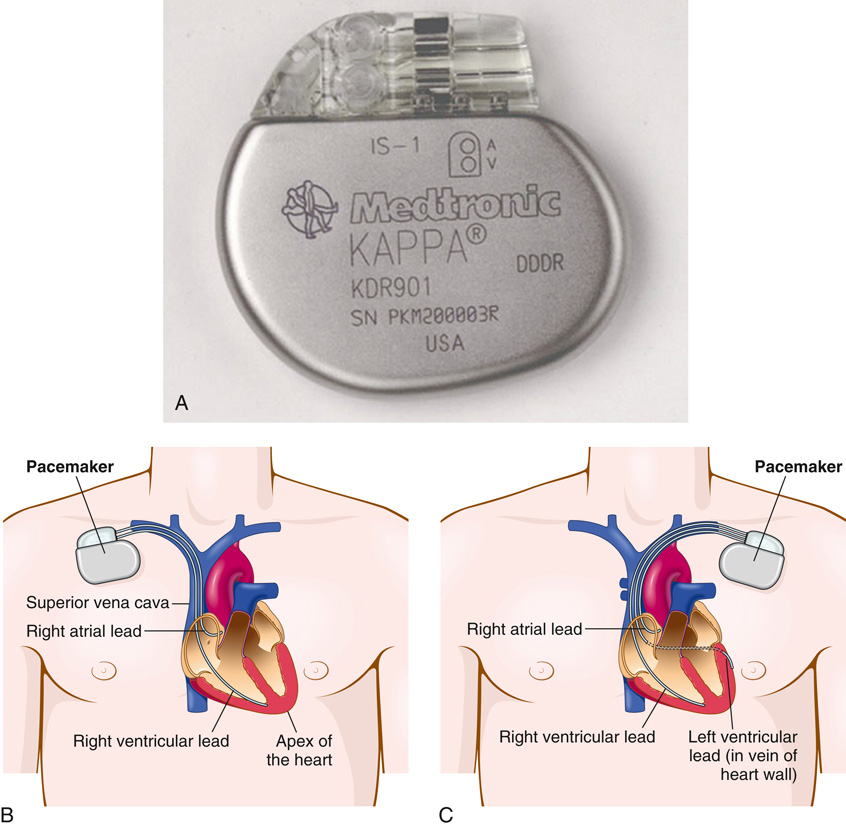 IS-1
A
V
Medtronic
KAPPA®
DDDR
KDR901
SN PKM200003R
USA
A
Pacemaker
Superior vena cava
Right atrial lead
Right ventricular lead
Apex of
the heart
B
Pacemaker
Right atrial lead
Right ventricular lead
Left ventricular
lead (in vein of
heart wall)
C